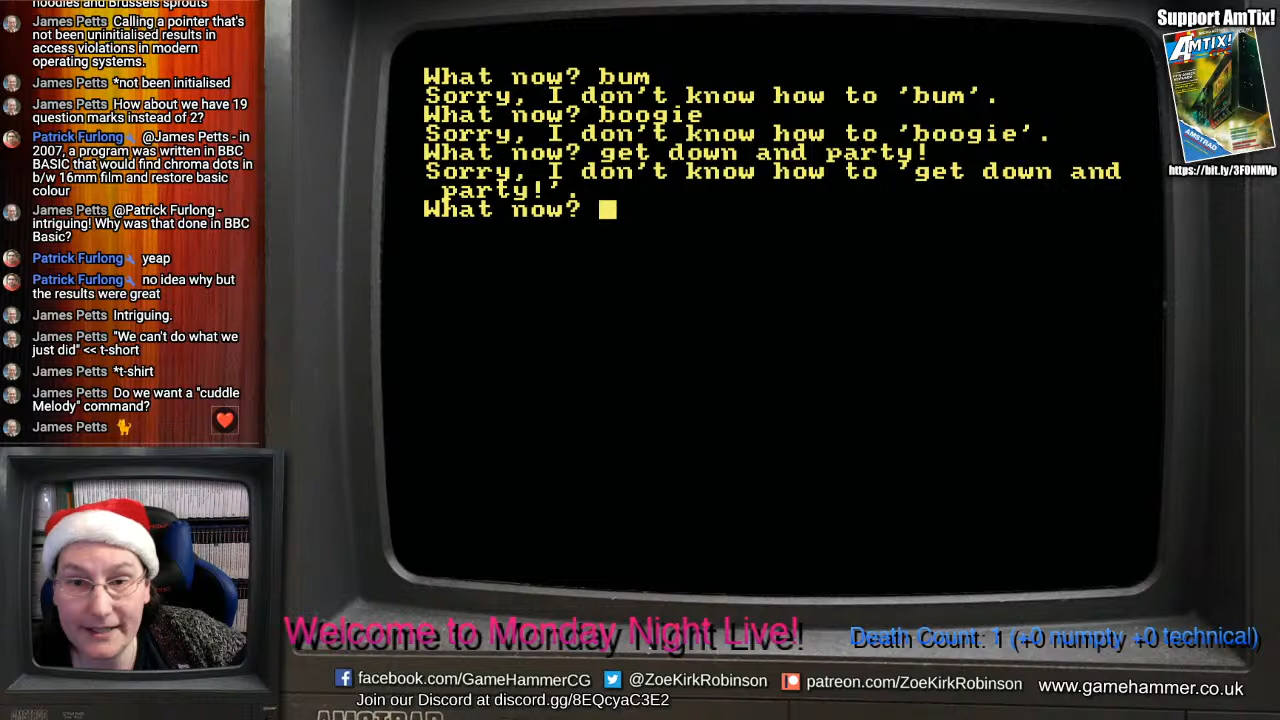 noodles and Brussels sprouts
James Petts Calling a pointer that's
not been uninitialised results in
access violations in modern
operating systems.
James Petts *not been initialised
James Petts How about we have 19
question marks instead of 2?
Patrick Furlong @James Petts - in
2007, a program was written in BBC
BASIC that would find chroma dots in
b/w 16mm film and restore basic
colour
James Petts @Patrick Furlong -
intriguing! Why was that done in BBC
Basic?
Patrick Furlong yeap
Patrick Furlong no idea why but
the results were great
James Petts Intriguing.
James Petts "We can't do what we
just did" << t-short
James Petts *t-shirt
James Petts Do we want a "cuddle
Melody" command?
James Petts 🐈
What now? bum
Sorry, I don't know how to 'bum'.
What now? boogie
Sorry, I don't know how to 'boogie'.
What now? get down and party!
Sorry, I don't know how to 'get down and
party!'.
What now?
Support AmTix!
AMTIX!
AMSTRAD
https://bit.ly/3F0NMVp
Welcome to Monday Night Live!
Death Count: 1 (+0 numpty +0 technical)
facebook.com/GameHammerCG
@ZoeKirkRobinson
patreon.com/ZoeKirkRobinson
www.gamehammer.co.uk
Join our Discord at discord.gg/8EQcyaC3E2
AMSTRAD